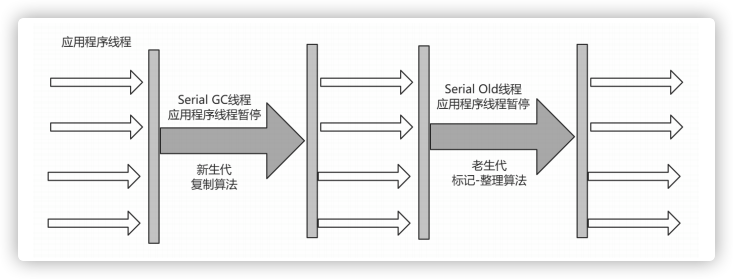 应用程序线程
Serial GC线程
应用程序线程暂停
新生代
复制算法
Serial Old线程
应用程序线程暂停
老生代
标记-整理算法